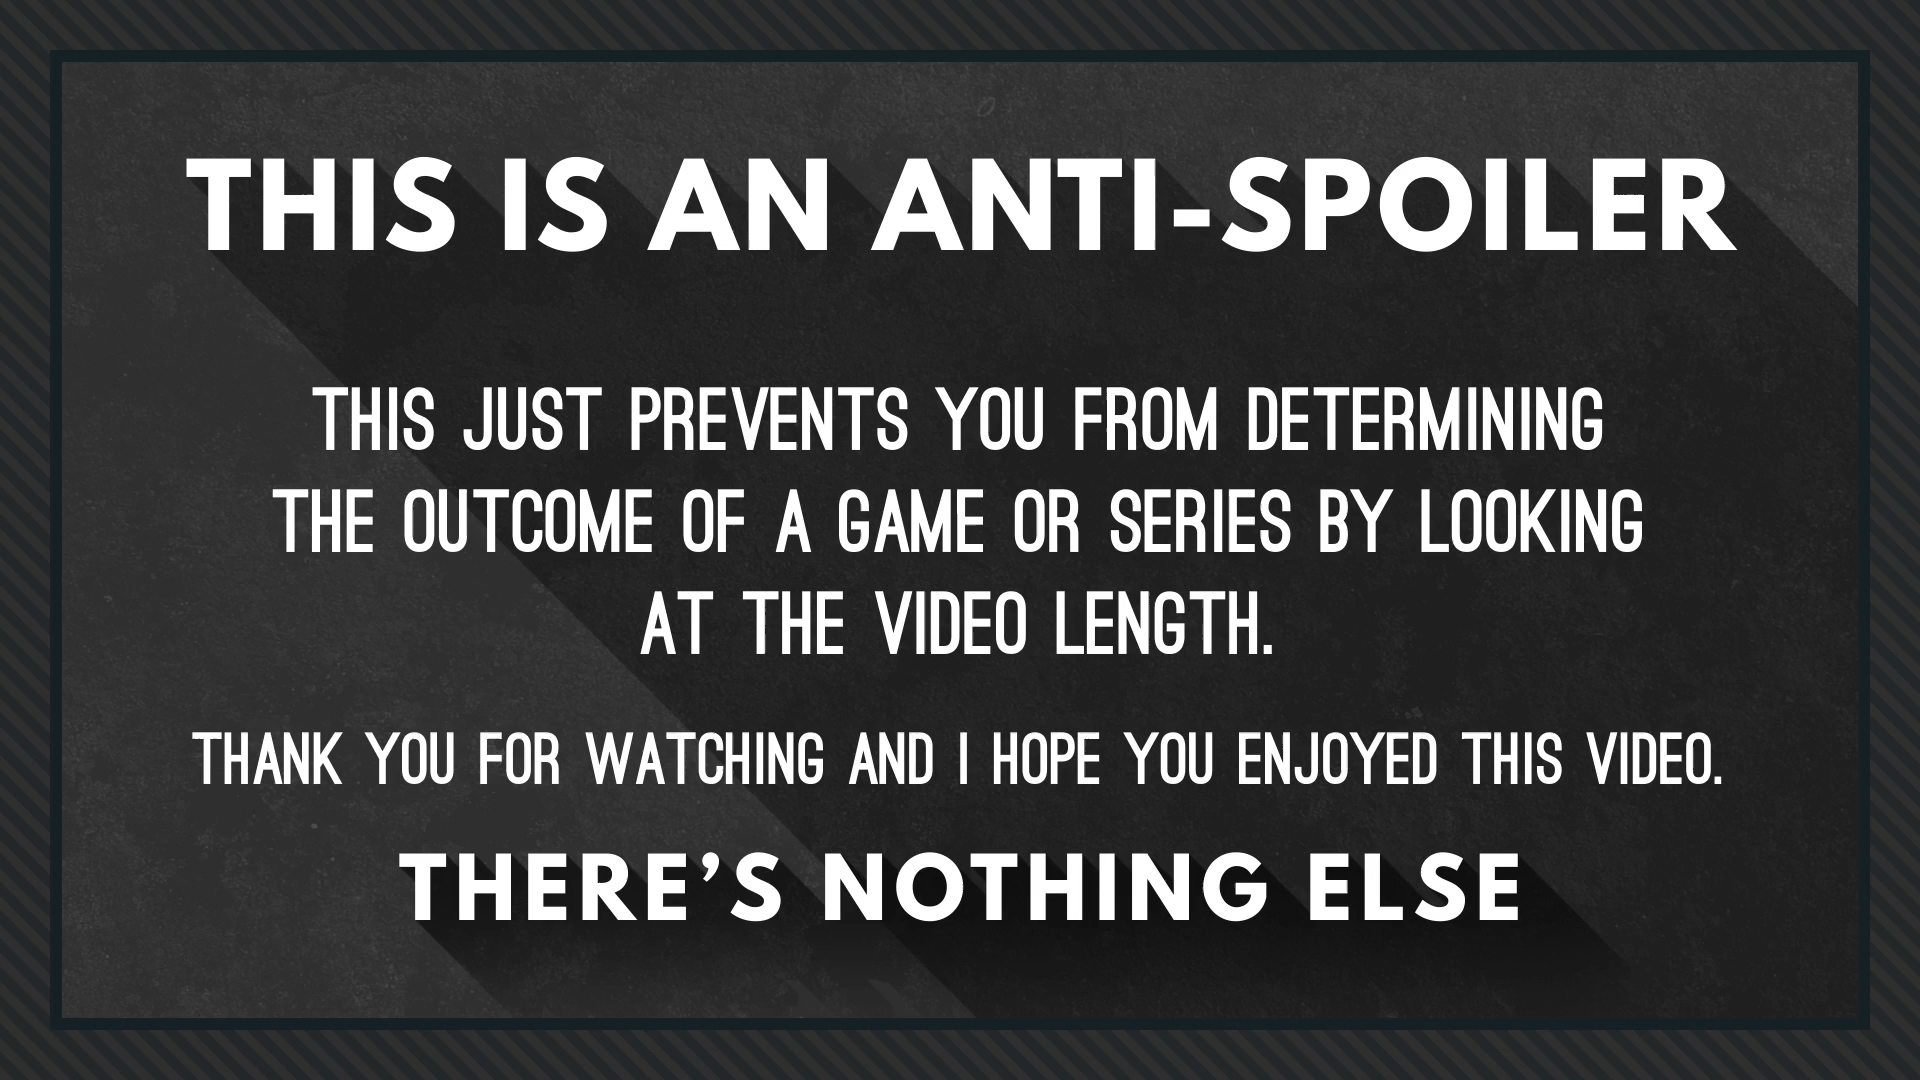 THIS IS AN ANTI-SPOILER
THIS JUST PREVENTS YOU FROM DETERMINING
THE OUTCOME OF A GAME OR SERIES BY LOOKING
AT THE VIDEO LENGTH.
THANK YOU FOR WATCHING AND I HOPE YOU ENJOYED THIS VIDEO.
THERE’S NOTHING ELSE